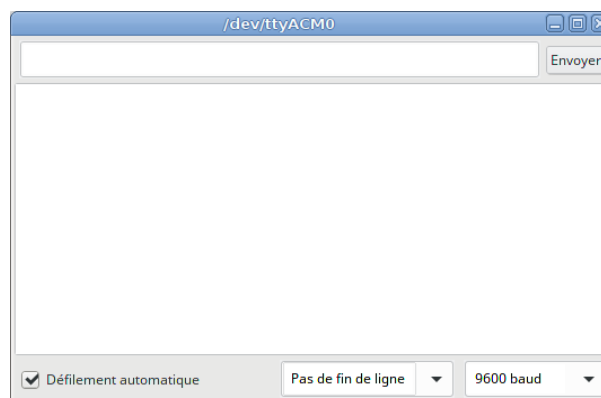 /dev/ttyACM0
Envoyer
Défilement automatique
Pas de fin de ligne
9600 baud